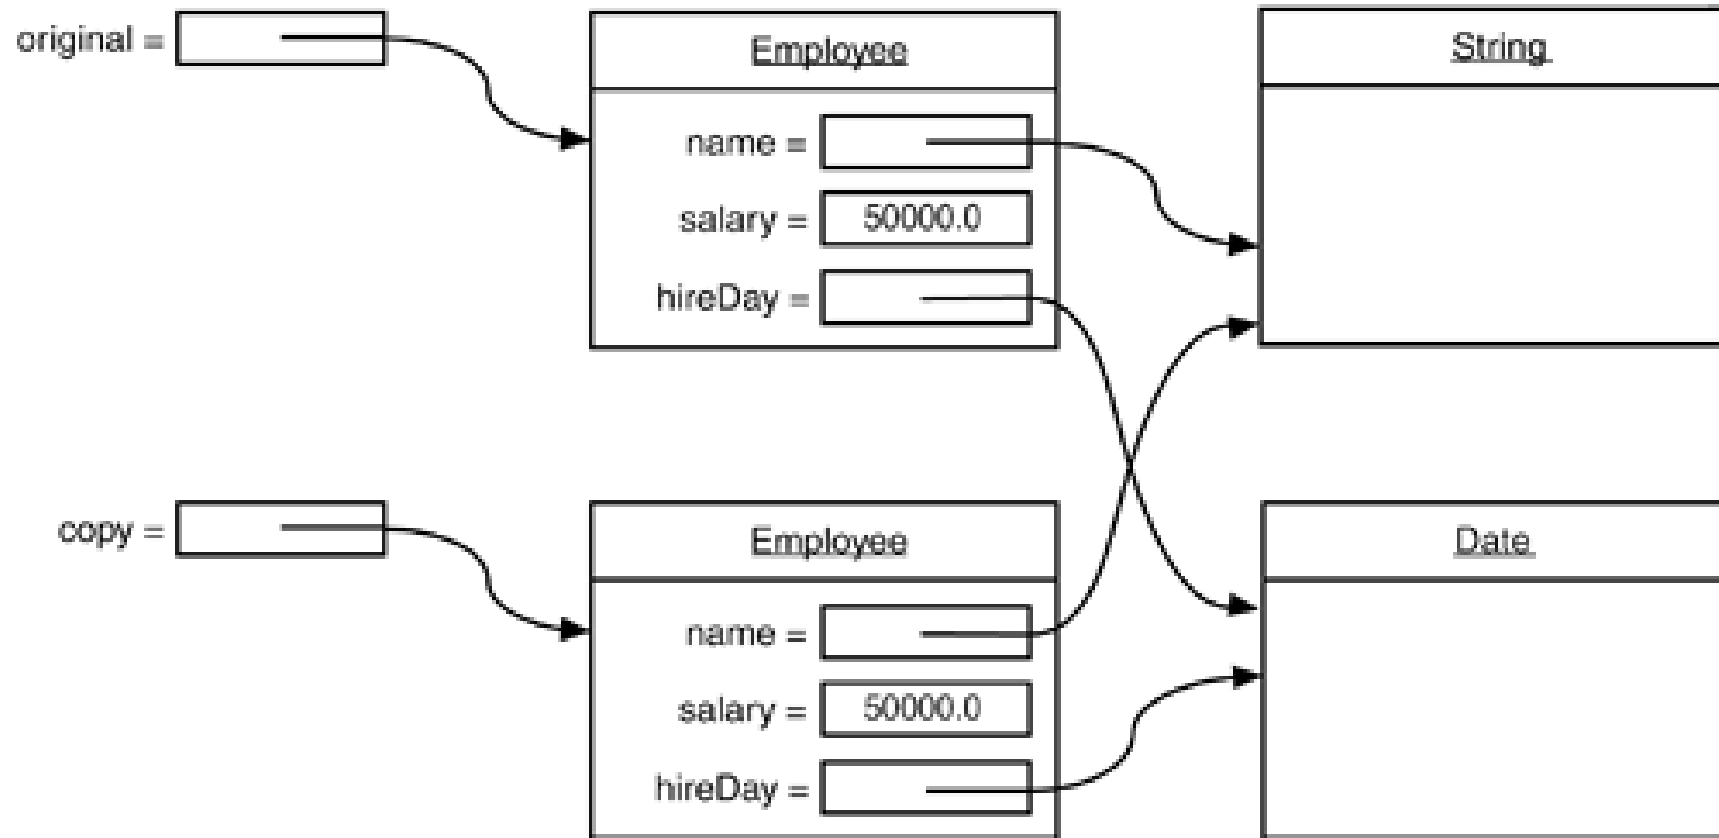 original =
Employee
String
name =
salary = 50000.0
hireDay =
copy =
Employee
Date
name =
salary = 50000.0
hireDay =